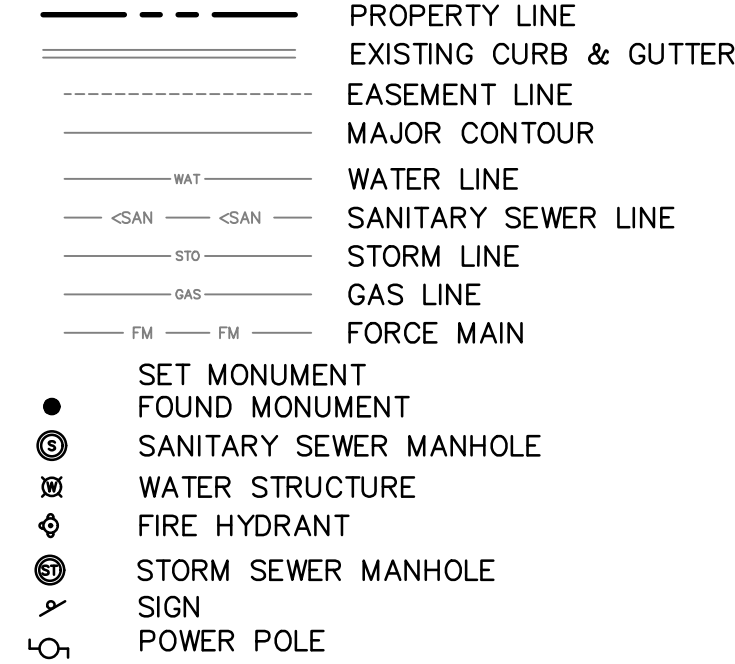 PROPERTY LINE
EXISTING CURB & GUTTER
EASEMENT LINE
MAJOR CONTOUR
WAT WATER LINE
<SAN <SAN SANITARY SEWER LINE
STO STORM LINE
GAS GAS LINE
FM FM FORCE MAIN
SET MONUMENT
FOUND MONUMENT
S SANITARY SEWER MANHOLE
W WATER STRUCTURE
FIRE HYDRANT
ST STORM SEWER MANHOLE
SIGN
POWER POLE